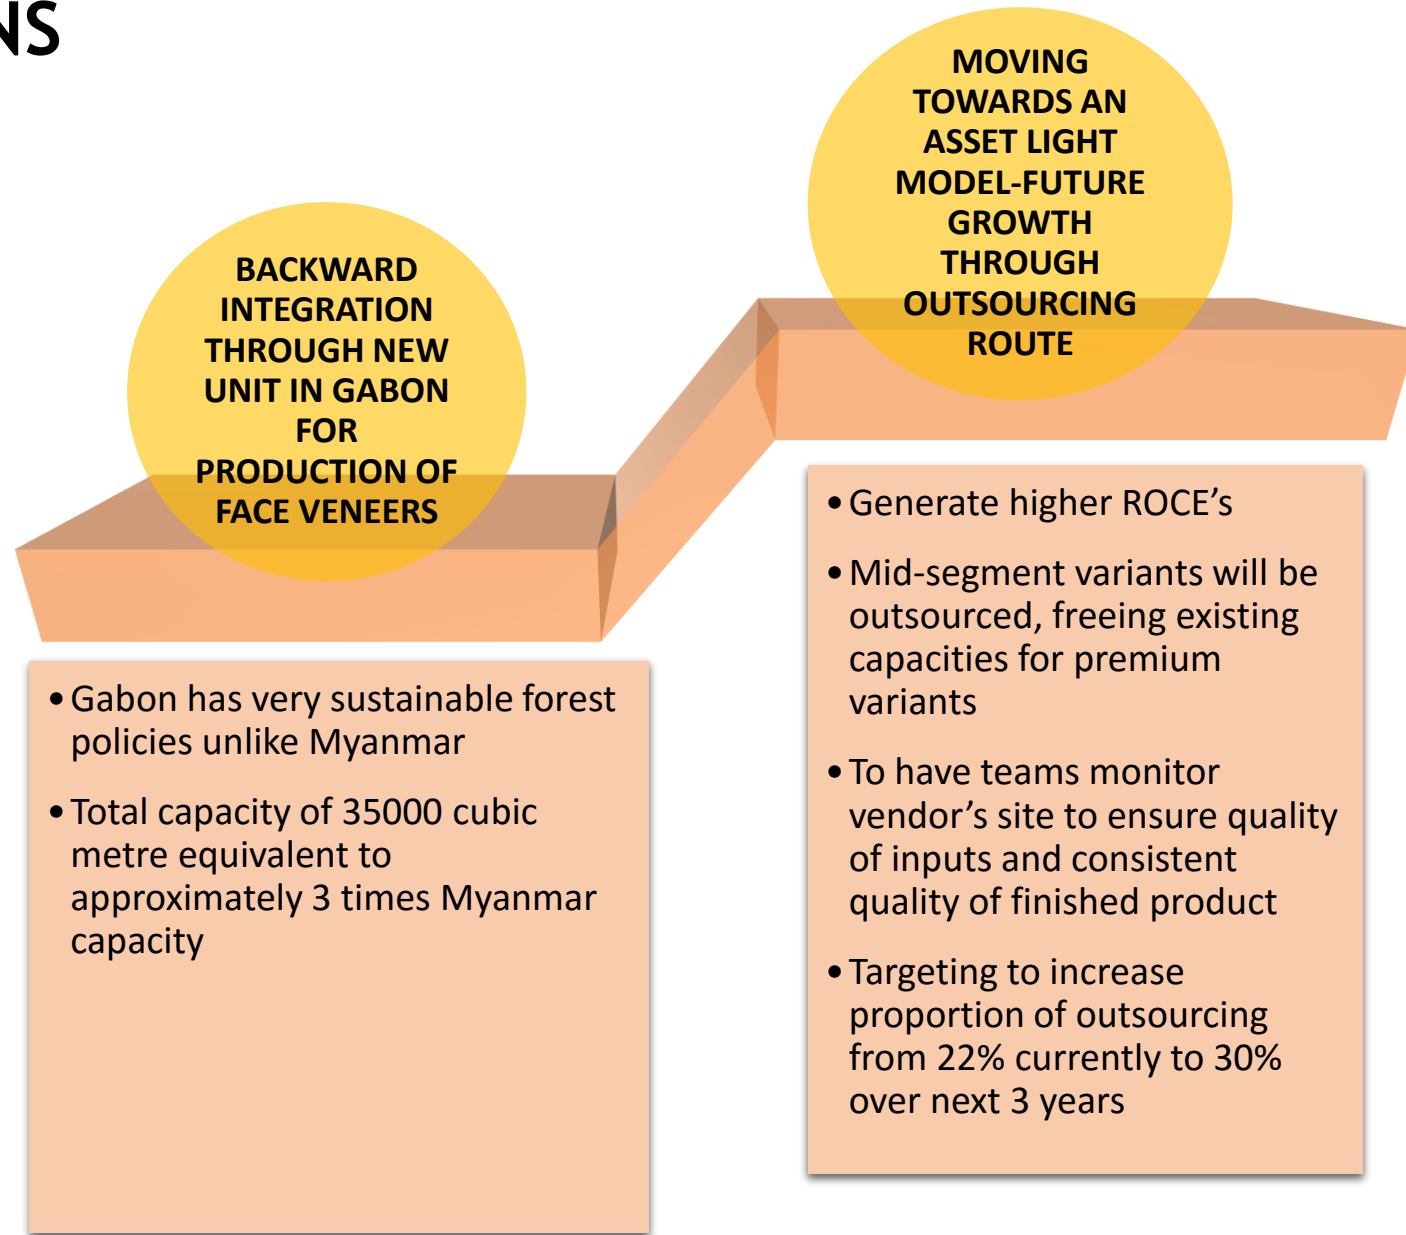 NS
BACKWARD
INTEGRATION
THROUGH NEW
UNIT IN GABON
FOR
PRODUCTION OF
FACE VENEERS
• Gabon has very sustainable forest
policies unlike Myanmar
• Total capacity of 35000 cubic
metre equivalent to
approximately 3 times Myanmar
capacity
MOVING
TOWARDS AN
ASSET LIGHT
MODEL-FUTURE
GROWTH
THROUGH
OUTSOURCING
ROUTE
• Generate higher ROCE’s
• Mid-segment variants will be
outsourced, freeing existing
capacities for premium
variants
• To have teams monitor
vendor’s site to ensure quality
of inputs and consistent
quality of finished product
• Targeting to increase
proportion of outsourcing
from 22% currently to 30%
over next 3 years